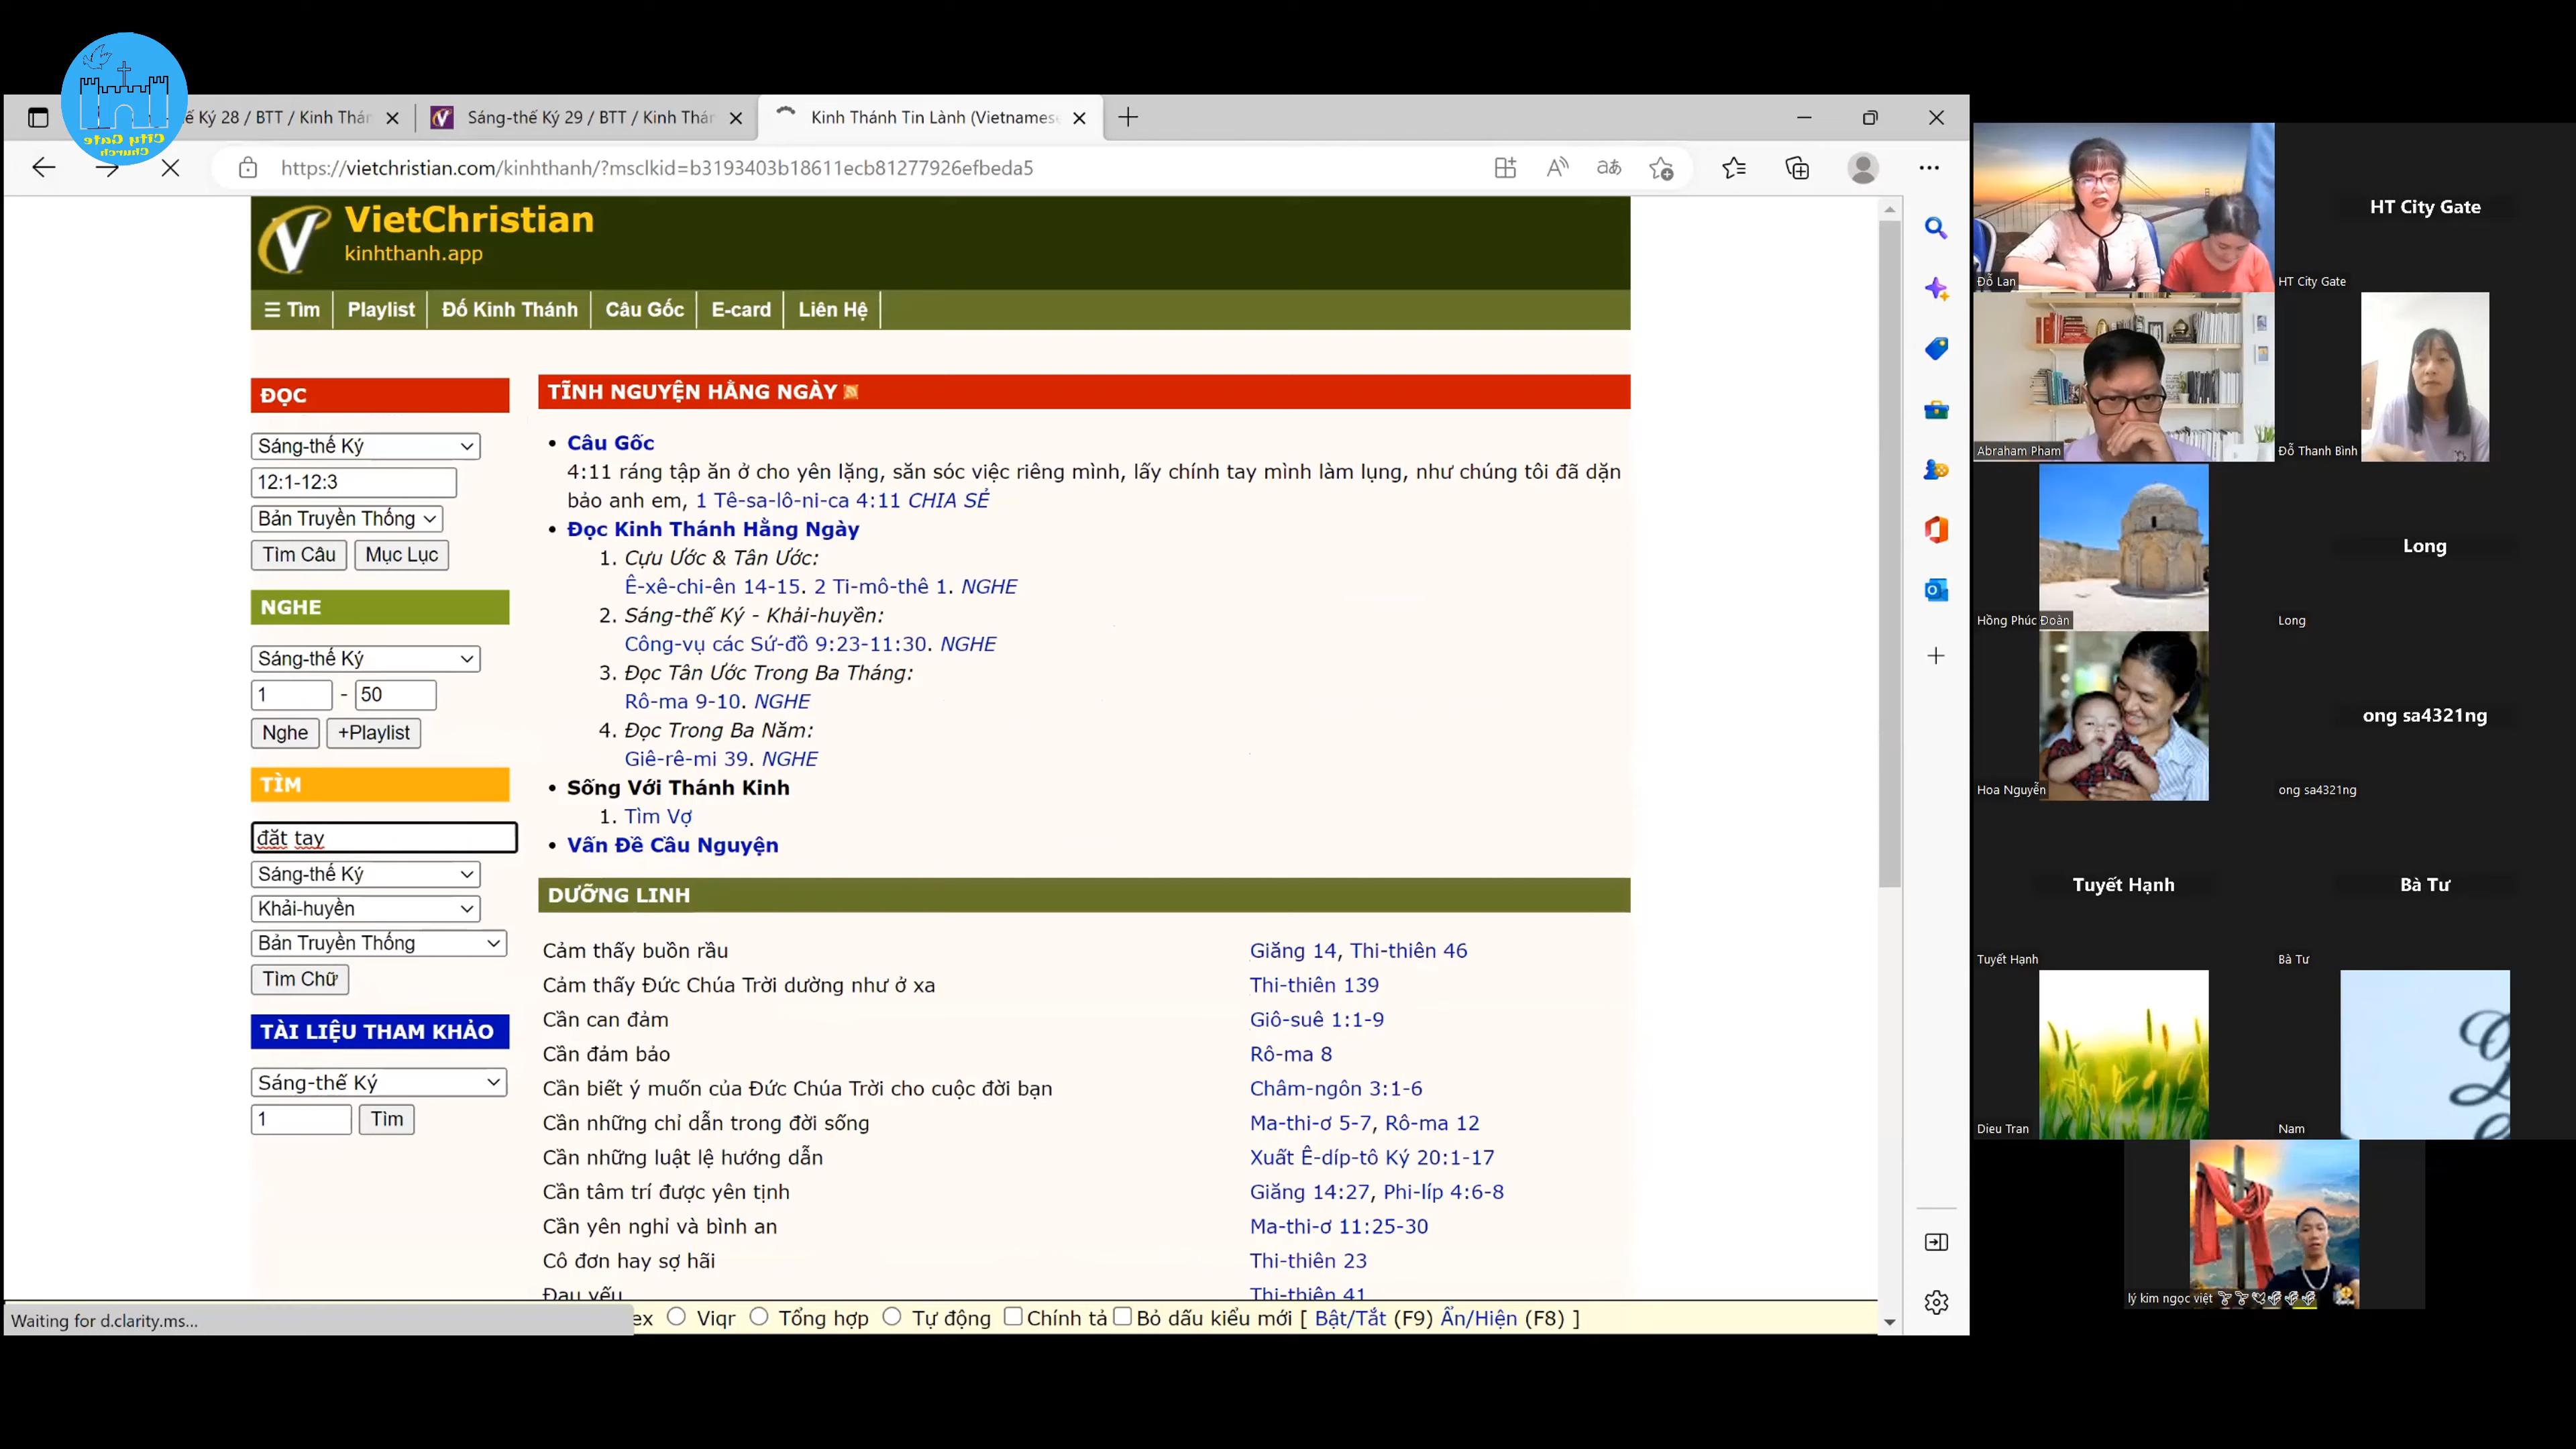 Kỳ 28 / BTT / Kinh Thán
Sáng-thế Ký 29 / BTT / Kinh Thán
Kinh Thánh Tin Lành (Vietnamese
City Gate
Church
https://vietchristian.com/kinhthanh/?msclkid=b3193403b18611ecb81277926efbeda5
VietChristian
kinhthanh.app
☰ Tìm
Playlist
Đố Kinh Thánh
Câu Gốc
E-card
Liên Hệ
ĐỌC
Sáng-thế Ký
12:1-12:3
Bản Truyền Thống
Tìm Câu
Mục Lục
NGHE
Sáng-thế Ký
1 - 50
Nghe
+Playlist
TÌM
đặt tay
Sáng-thế Ký
Khải-huyền
Bản Truyền Thống
Tìm Chữ
TÀI LIỆU THAM KHẢO
Sáng-thế Ký
1
Tìm
TĨNH NGUYỆN HẰNG NGÀY
• Câu Gốc
4:11 ráng tập ăn ở cho yên lặng, săn sóc việc riêng mình, lấy chính tay mình làm lụng, như chúng tôi đã dặn
bảo anh em, 1 Tê-sa-lô-ni-ca 4:11 CHIA SẺ
• Đọc Kinh Thánh Hằng Ngày
1. Cựu Ước & Tân Ước:
Ê-xê-chi-ên 14-15. 2 Ti-mô-thê 1. NGHE
2. Sáng-thế Ký - Khải-huyền:
Công-vụ các Sứ-đồ 9:23-11:30. NGHE
3. Đọc Tân Ước Trong Ba Tháng:
Rô-ma 9-10. NGHE
4. Đọc Trong Ba Năm:
Giê-rê-mi 39. NGHE
• Sống Với Thánh Kinh
1. Tìm Vợ
• Vấn Đề Cầu Nguyện
DƯỠNG LINH
Cảm thấy buồn rầu Giăng 14, Thi-thiên 46
Cảm thấy Đức Chúa Trời dường như ở xa Thi-thiên 139
Cần can đảm Giô-suê 1:1-9
Cần đảm bảo Rô-ma 8
Cần biết ý muốn của Đức Chúa Trời cho cuộc đời bạn Châm-ngôn 3:1-6
Cần những chỉ dẫn trong đời sống Ma-thi-ơ 5-7, Rô-ma 12
Cần những luật lệ hướng dẫn Xuất Ê-díp-tô Ký 20:1-17
Cần tâm trí được yên tịnh Giăng 14:27, Phi-líp 4:6-8
Cần yên nghỉ và bình an Ma-thi-ơ 11:25-30
Cô đơn hay sợ hãi Thi-thiên 23
Đau yếu Thi-thiên 41
Waiting for d.clarity.ms...
ex Viqr Tổng hợp Tự động Chính tả Bỏ dấu kiểu mới [ Bật/Tắt (F9) Ẩn/Hiện (F8) ]
Đỗ Lan
HT City Gate
HT City Gate
Abraham Pham
Đỗ Thanh Bình
Hồng Phúc Đoàn
Long
Long
Hoa Nguyễn
ong sa4321ng
ong sa4321ng
Tuyết Hạnh
Tuyết Hạnh
Bà Tư
Bà Tư
Dieu Tran
Nam
lý kim ngọc việt